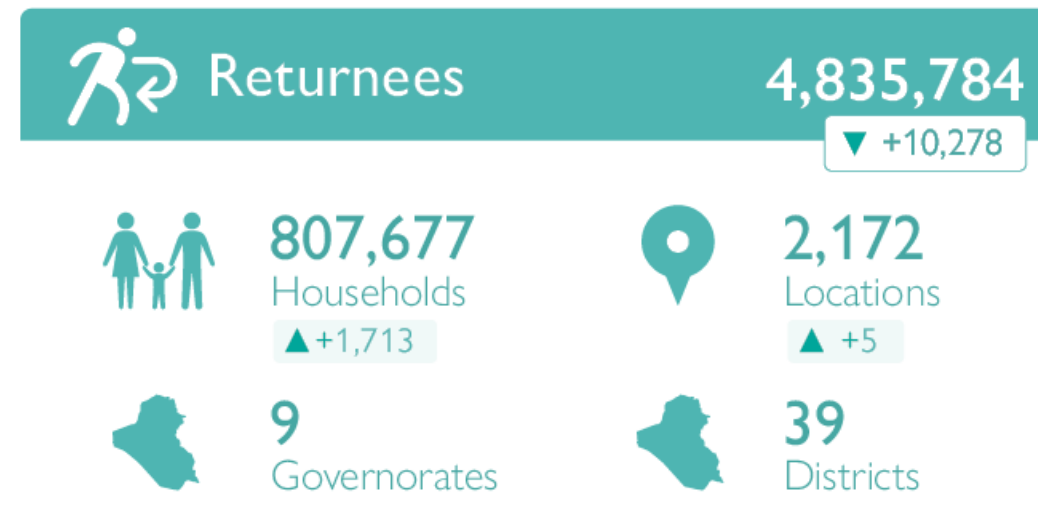 Returnees
4,835,784
▼ +10,278
807,677
Households
▲+1,713
2,172
Locations
▲ +5
9
Governorates
39
Districts